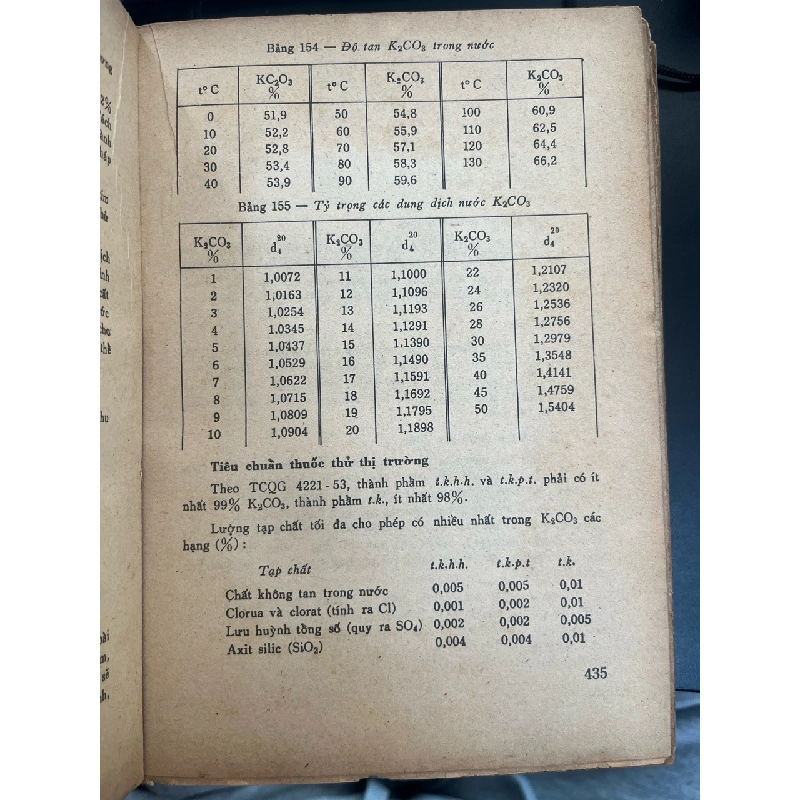 Bảng 154 — Độ tan K₂CO₃ trong nước
t° C KC₂O₃ % t° C K₂CO₃ % t° C K₂CO₃ %
0 51,9 50 54,8 100 60,9
10 52,2 60 55,9 110 62,5
20 52,8 70 57,1 120 64,4
30 53,4 80 58,3 130 66,2
40 53,9 90 59,6
Bảng 155 — Tỷ trọng các dung dịch nước K₂CO₃
K₂CO₃ % d₄²⁰ K₂CO₃ % d₄²⁰ K₂CO₃ % d₄²⁰
1 1,0072 11 1,1000 22 1,2107
2 1,0163 12 1,1096 24 1,2320
3 1,0254 13 1,1193 26 1,2536
4 1.0345 14 1,1291 28 1,2756
5 1,0437 15 1.1390 30 1,2979
6 1,0529 16 1,1490 35 1,3548
7 1,0622 17 1,1591 40 1,4141
8 1,0715 18 1,1692 45 1,4759
9 1,0809 19 1,1795 50 1,5404
10 1,0904 20 1,1898
Tiêu chuẩn thuốc thử thị trường
Theo TCQG 4221-53, thành phầm t.k.h.h. và t.k.p.t. phải có ít
nhất 99% K₂CO₃, thành phầm t.k., ít nhất 98%.
Lượng tạp chất tối đa cho phép có nhiều nhất trong K₂CO₃ các
hạng (%) :
Tạp chất t.k.h.h. t.k.p.t t.k.
Chất không tan trong nước 0,005 0,005 0,01
Clorua và clorat (tính ra Cl) 0,001 0,002 0,01
Lưu huỳnh tổng số (quy ra SO₄) 0,002 0,002 0,005
Axit silic (SiO₂) 0,004 0,004 0,01
435